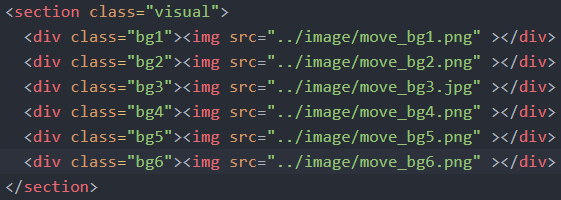 <section class="visual">
  <div class="bg1"><img src="../image/move_bg1.png" ></div>
  <div class="bg2"><img src="../image/move_bg2.png" ></div>
  <div class="bg3"><img src="../image/move_bg3.jpg" ></div>
  <div class="bg4"><img src="../image/move_bg4.png" ></div>
  <div class="bg5"><img src="../image/move_bg5.png" ></div>
  <div class="bg6"><img src="../image/move_bg6.png" ></div>
</section>